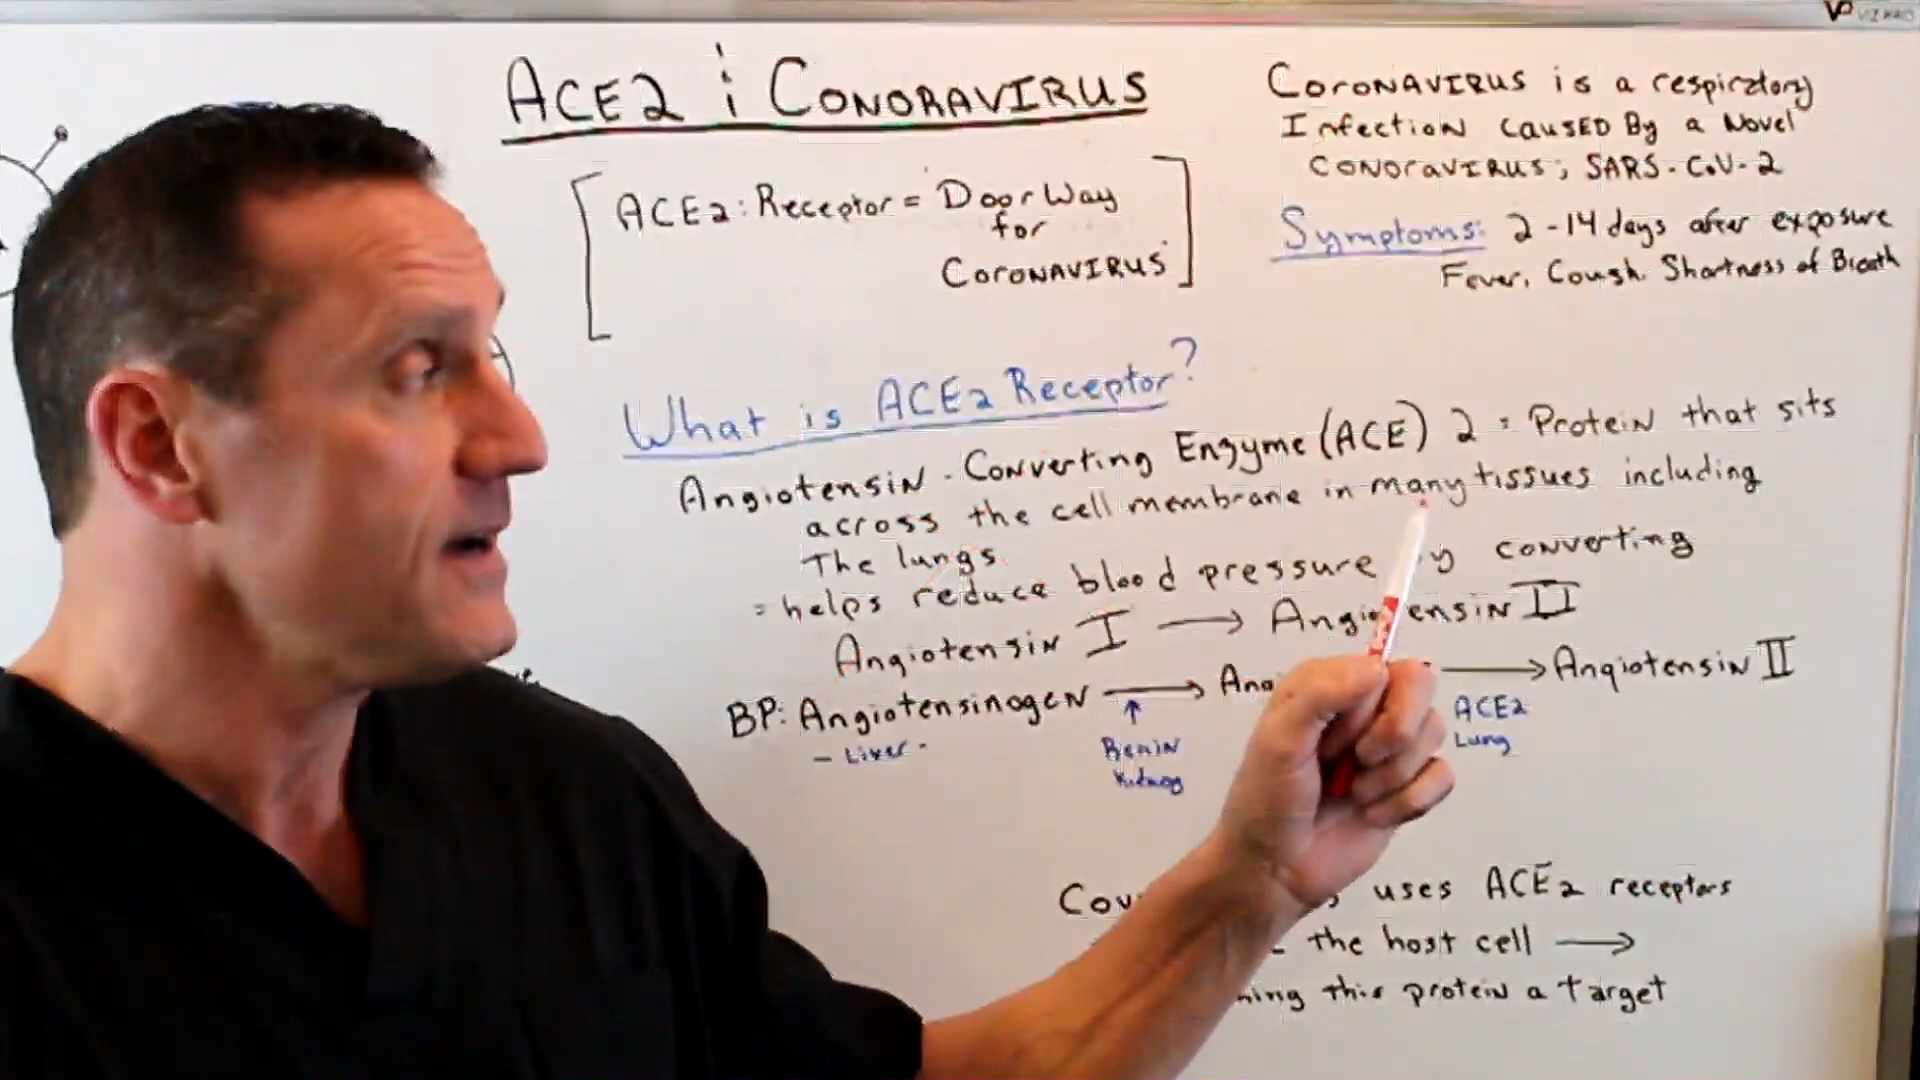 ACE2 & CONORAVIRUS
[ACE2: Receptor = DoorWay
for
CORONAVIRUS]
CORONAVIRUS is a respiratory
Infection CAUSED By a Novel
CONORAVIRUS; SARS-CoV-2
Symptoms: 2-14 days after exposure
Fever, Cough. Shortness of Breath
What is ACE2 Receptor?
Angiotensin-Converting Enzyme (ACE) 2 = Protein that sits
across the cell membrane in many tissues including
The lungs
= helps reduce blood pressure by converting
Angiotensin I → Angiotensin II
BP: Angiotensinogen → Ang → Angiotensin II
- Liver -
↑
Renin
Kidney
ACE2
Lung
uses ACE2 receptors
the host cell →
this protein a target